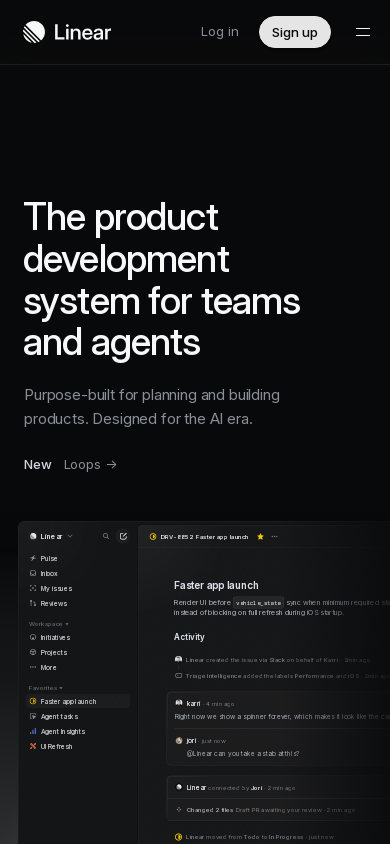 Linear
Log in
Sign up
The product
development
system for teams
and agents
Purpose-built for planning and building
products. Designed for the AI era.
New Loops →
Linear
DRV-8852 Faster app launch
Pulse
Inbox
My issues
Reviews
Workspace
Initiatives
Projects
More
Favorites
Faster app launch
Agent tasks
Agent Insights
UI Refresh
Faster app launch
Render UI before vehicle_state sync when minimum required
instead of blocking on full refresh during iOS startup.
Activity
Linear created the issue via Slack on behalf of Karri · 2min ago
Triage Intelligence added the labels Performance and iOS · 2min
karri · 4 min ago
Right now we show a spinner forever, which makes it look like the
jori · just now
@Linear can you take a stab at this?
Linear connected by Jori · 2 min ago
Changed 2 files Draft PR awaiting your review · 2 min ago
Linear moved from Todo to In Progress · just now